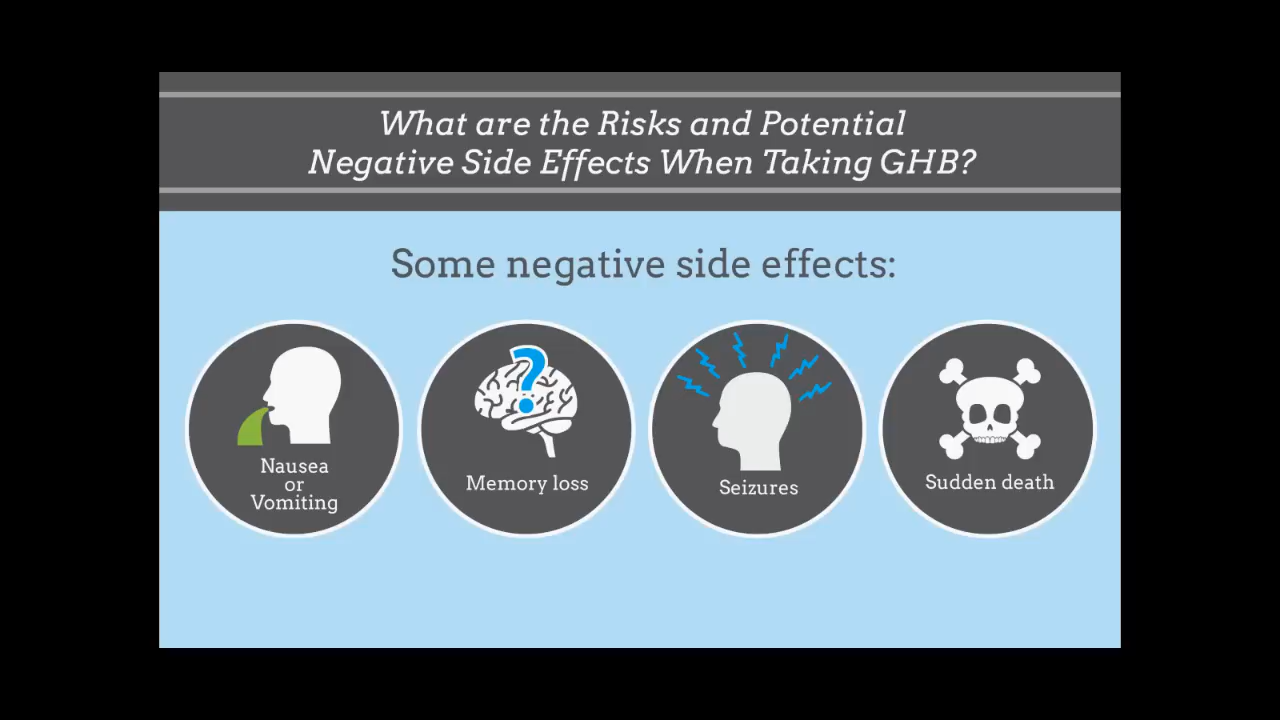 What are the Risks and Potential
Negative Side Effects When Taking GHB?
Some negative side effects:
Nausea
or
Vomiting
Memory loss
Seizures
Sudden death